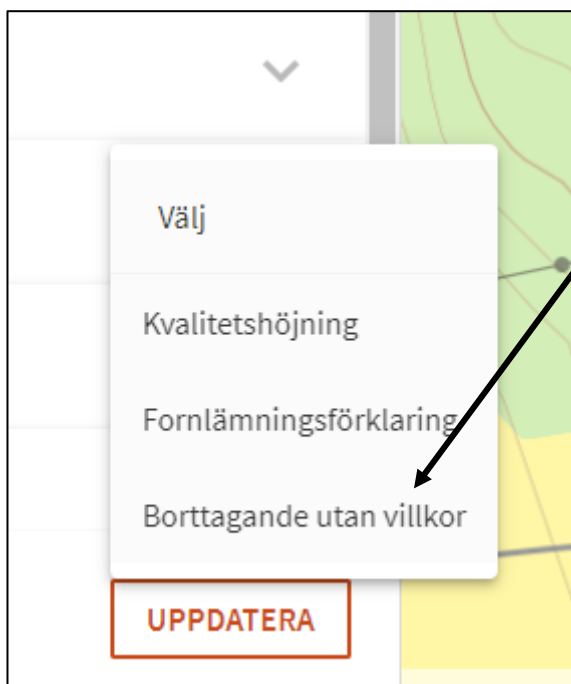 Välj
Kvalitetshöjning
Fornlämningsförklaring
Borttagande utan villkor
UPPDATERA